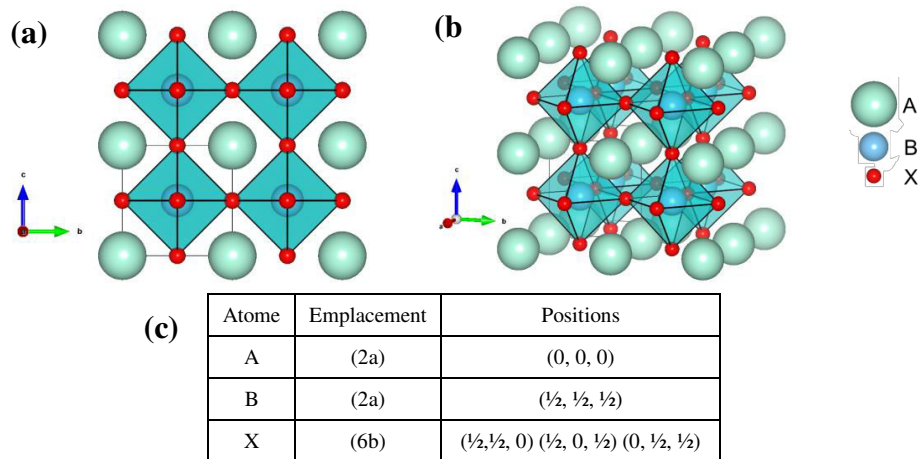 (a)
(b
A
B
X
c
b
c
a
b
(c)
Atome Emplacement Positions
A (2a) (0, 0, 0)
B (2a) (½, ½, ½)
X (6b) (½,½, 0) (½, 0, ½) (0, ½, ½)